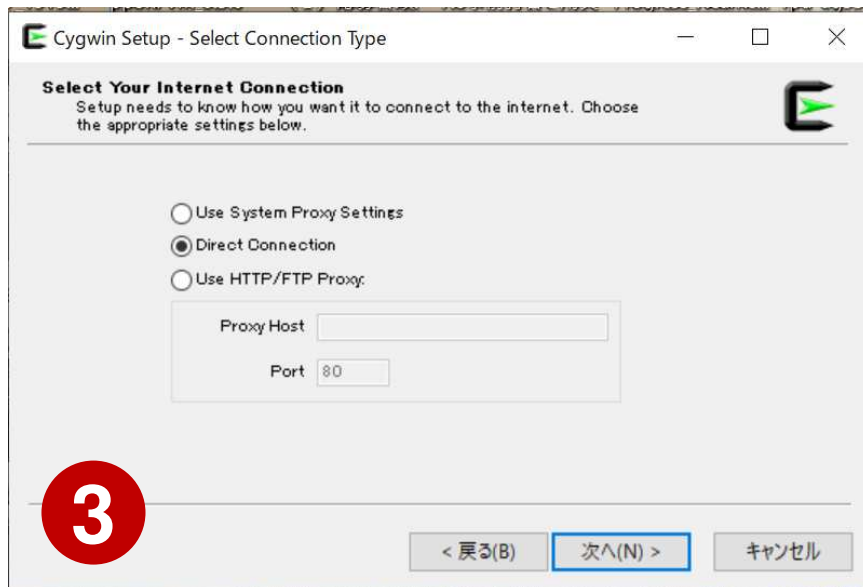 Cygwin Setup - Select Connection Type
Select Your Internet Connection
Setup needs to know how you want it to connect to the internet. Choose
the appropriate settings below.
Use System Proxy Settings
Direct Connection
Use HTTP/FTP Proxy:
Proxy Host
Port 80
3
< 戻る(B) 次へ(N) > キャンセル